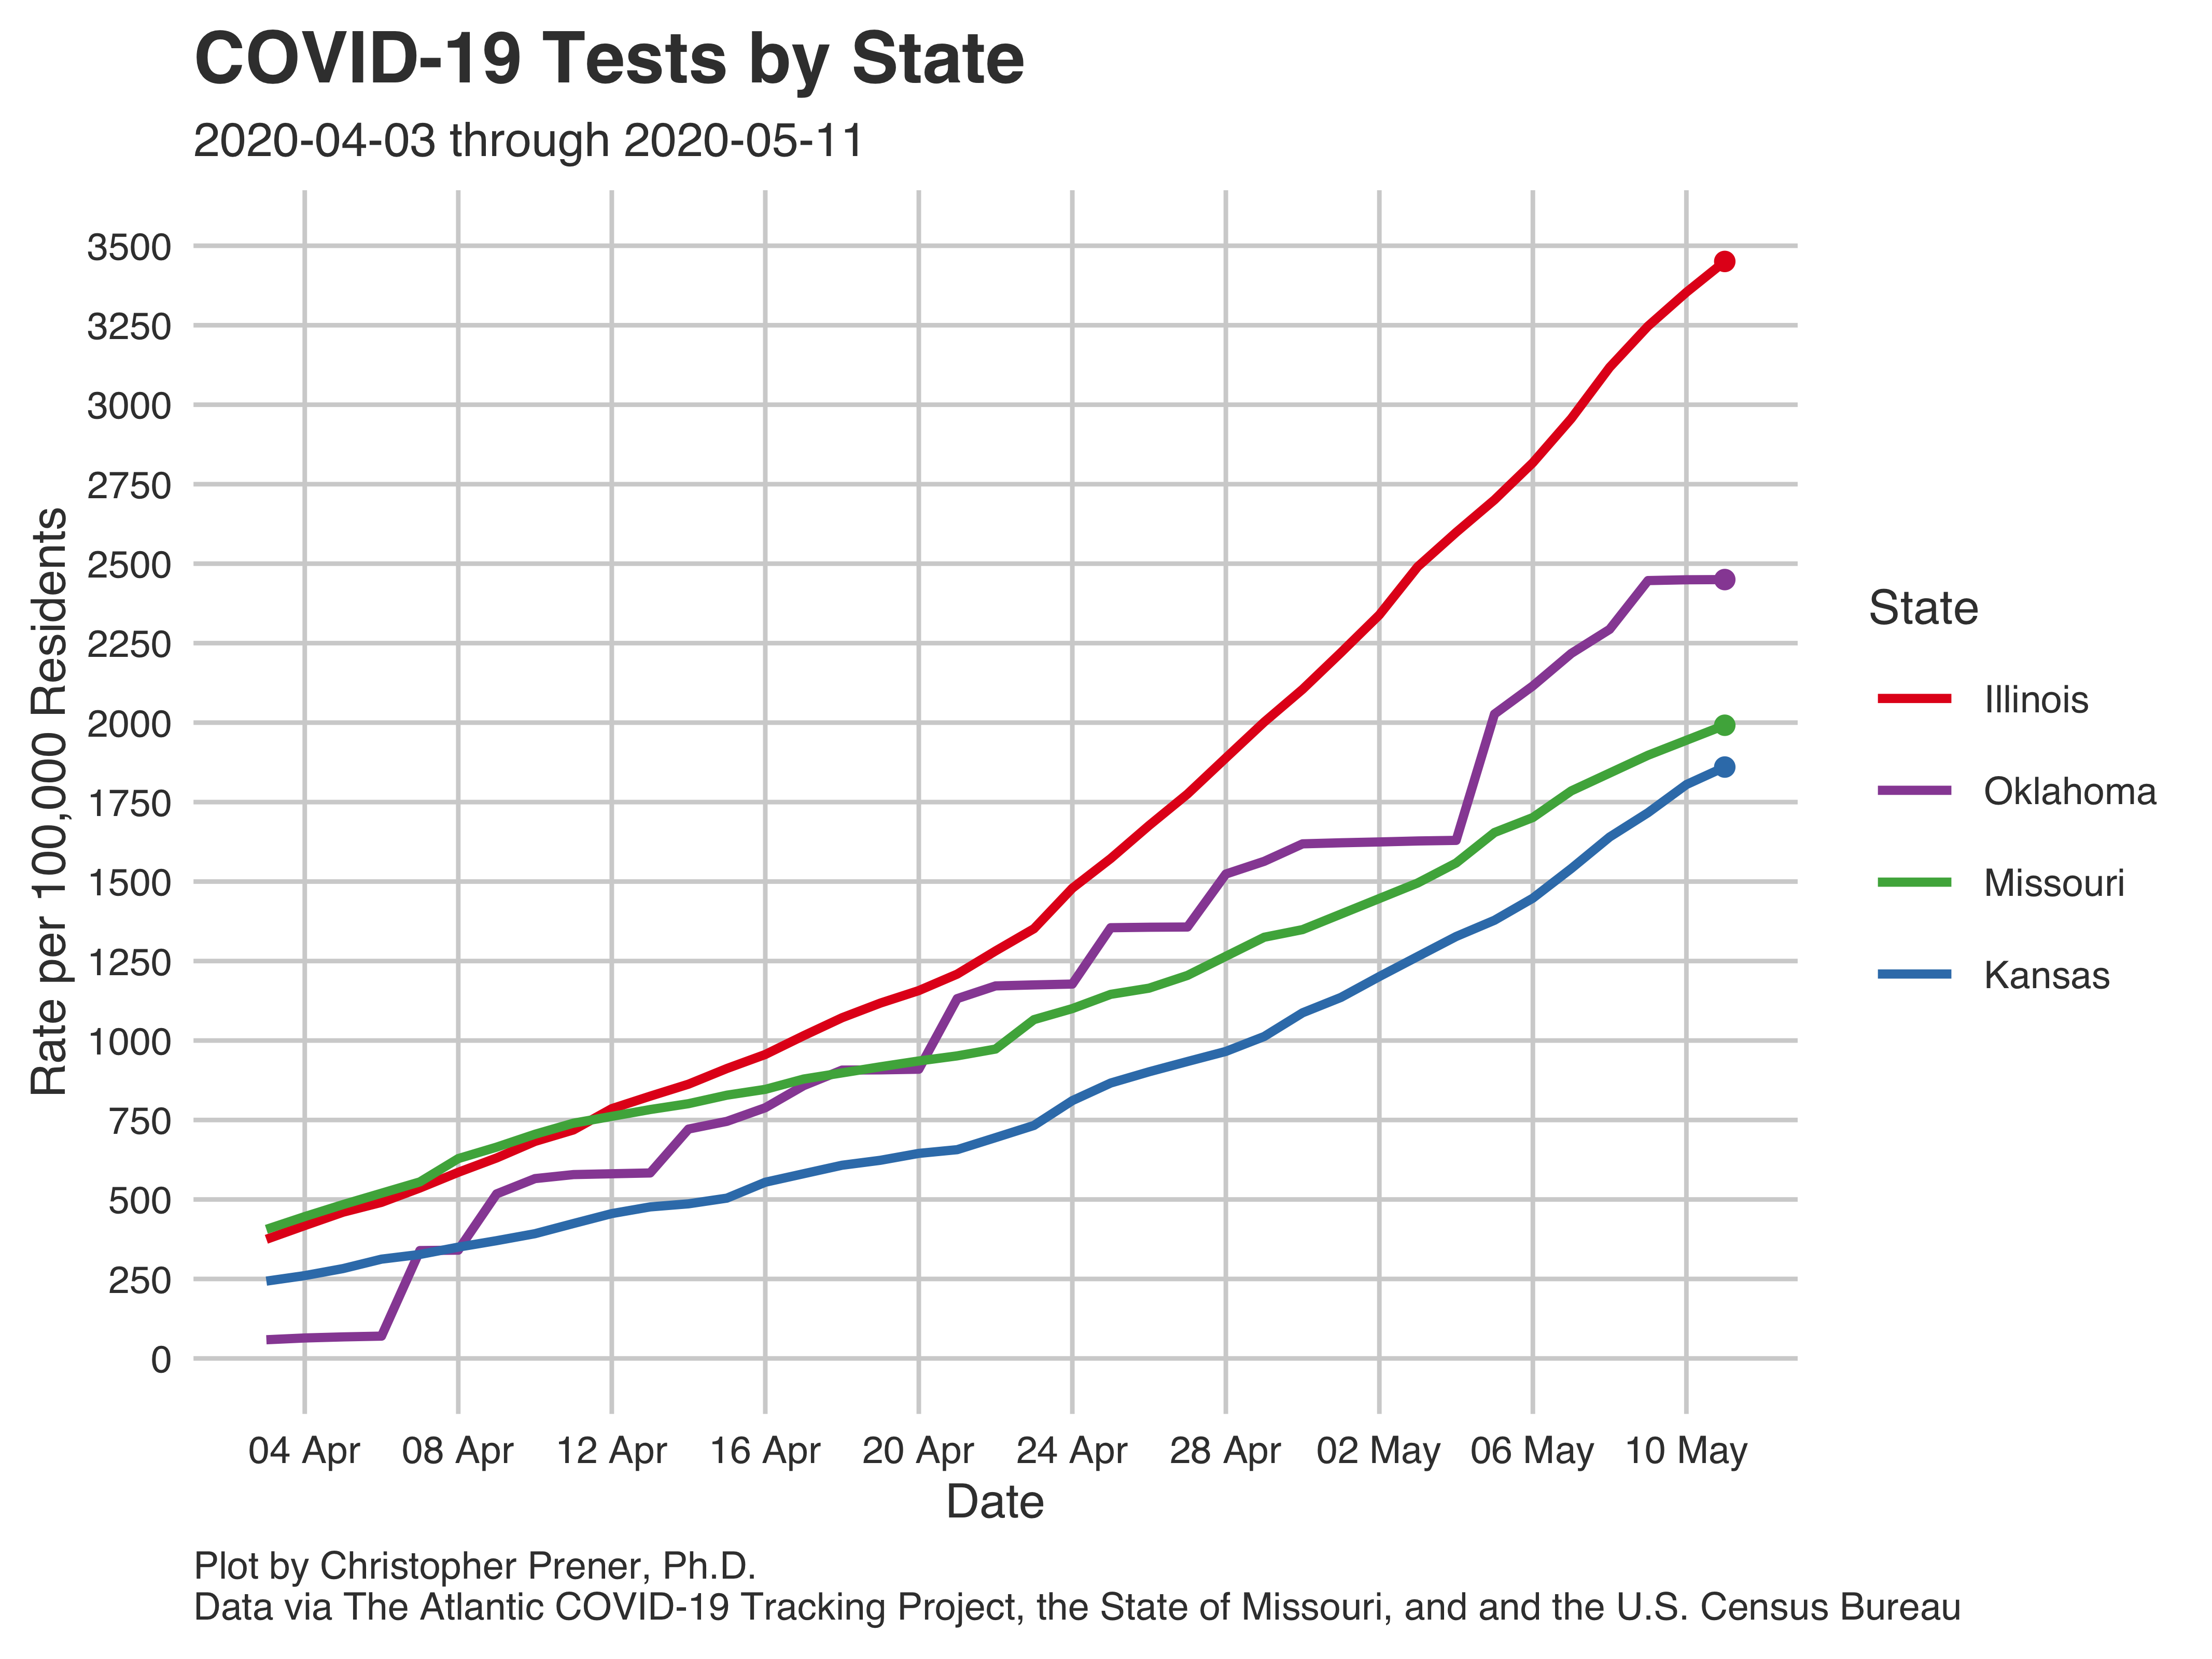 COVID-19 Tests by State
2020-04-03 through 2020-05-11
Rate per 100,000 Residents
3500
3250
3000
2750
2500
2250
2000
1750
1500
1250
1000
750
500
250
0
04 Apr 08 Apr 12 Apr 16 Apr 20 Apr 24 Apr 28 Apr 02 May 06 May 10 May
Date
State
Illinois
Oklahoma
Missouri
Kansas
Plot by Christopher Prener, Ph.D.
Data via The Atlantic COVID-19 Tracking Project, the State of Missouri, and and the U.S. Census Bureau